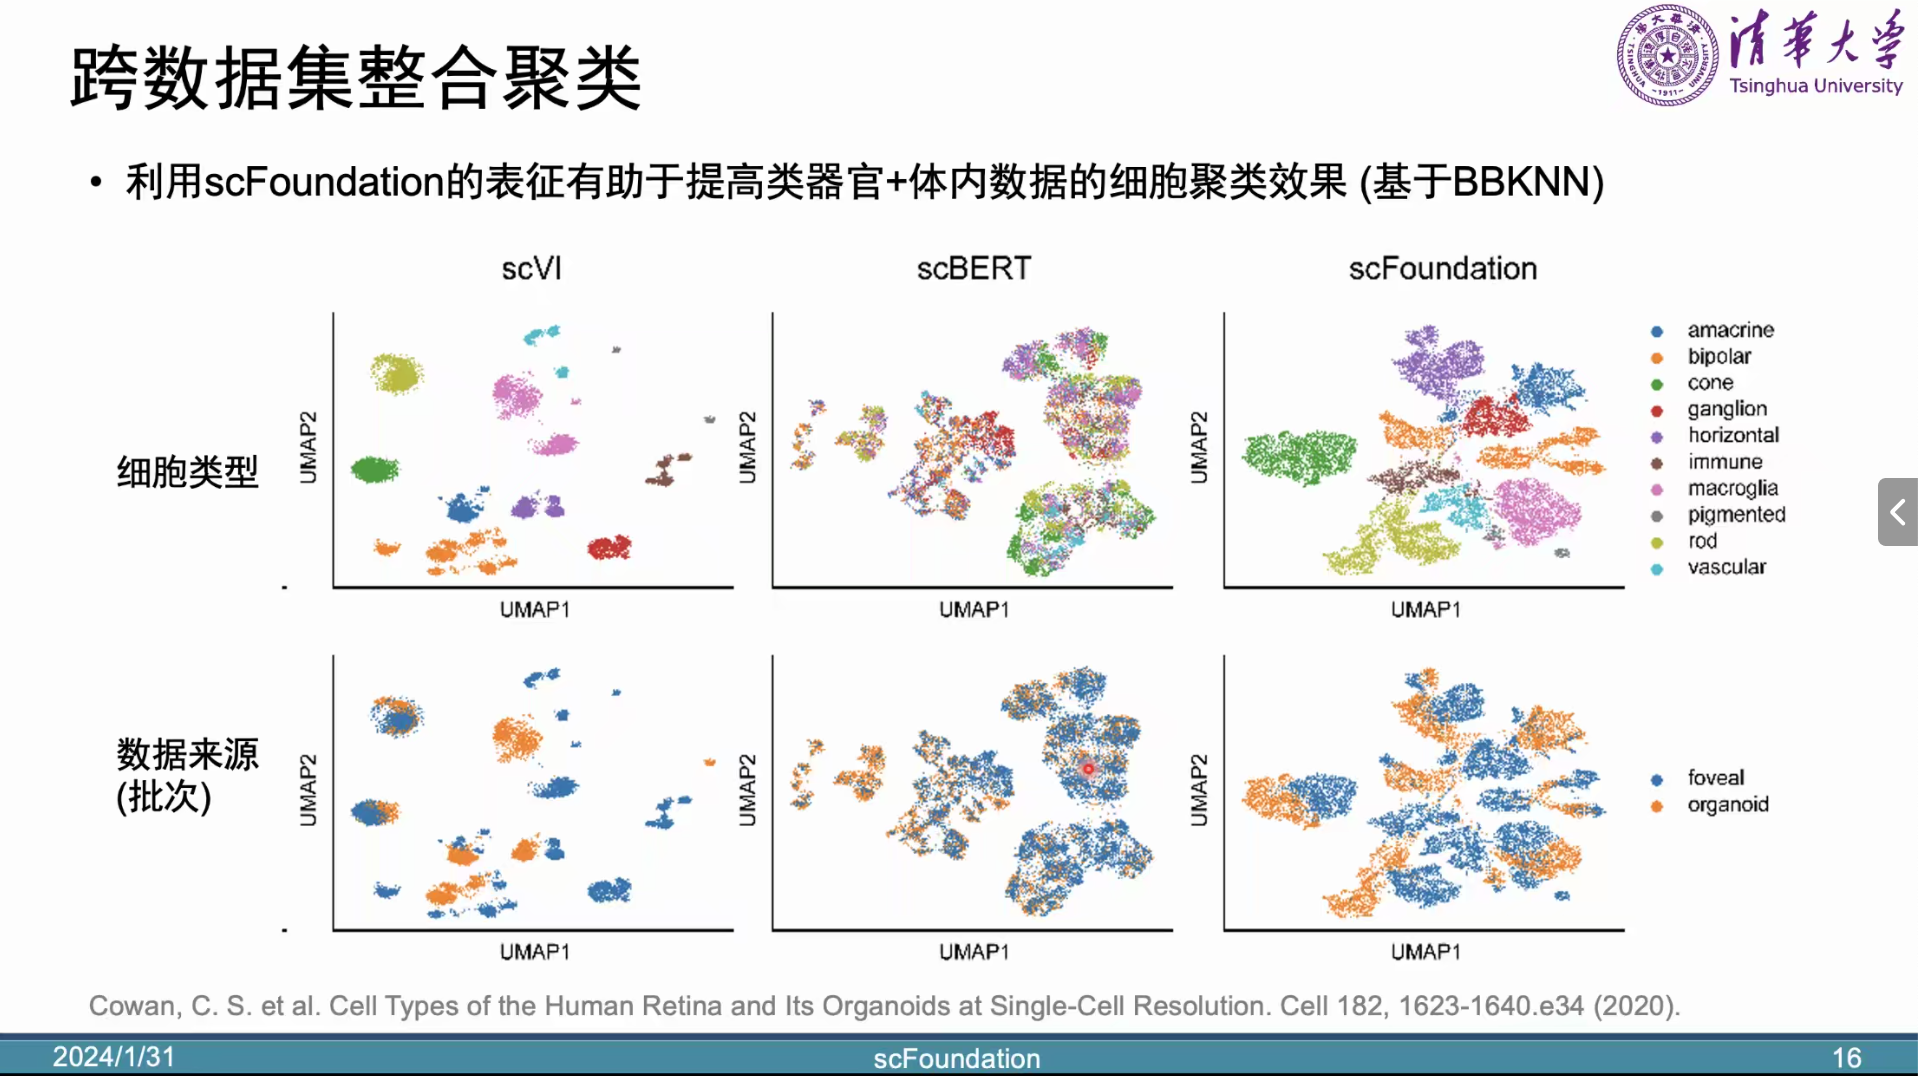 跨数据集整合聚类
清华大学
Tsinghua University
• 利用scFoundation的表征有助于提高类器官+体内数据的细胞聚类效果 (基于BBKNN)
scVI
scBERT
scFoundation
细胞类型
UMAP2
UMAP1
UMAP2
UMAP1
UMAP2
UMAP1
amacrine
bipolar
cone
ganglion
horizontal
immune
macroglia
pigmented
rod
vascular
数据来源
(批次)
UMAP2
UMAP1
UMAP2
UMAP1
UMAP2
UMAP1
foveal
organoid
Cowan, C. S. et al. Cell Types of the Human Retina and Its Organoids at Single-Cell Resolution. Cell 182, 1623-1640.e34 (2020).
2024/1/31
scFoundation
16